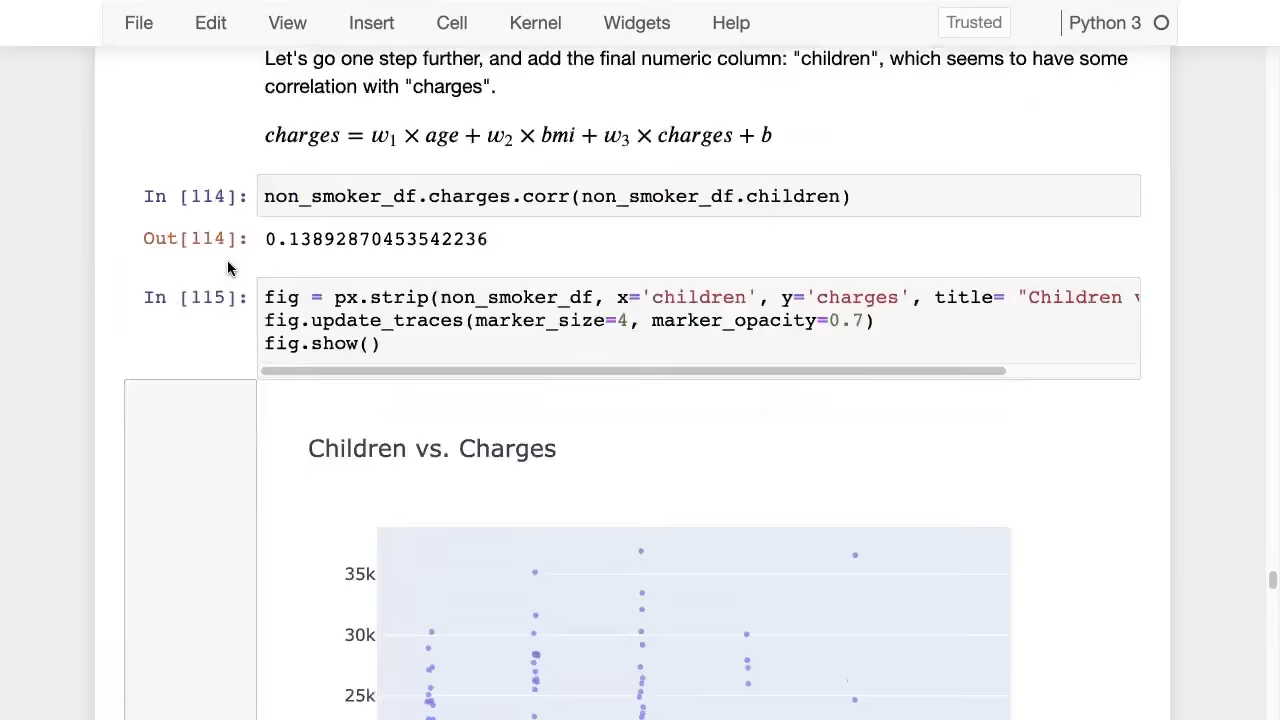 File Edit View Insert Cell Kernel Widgets Help Trusted Python 3
Let's go one step further, and add the final numeric column: "children", which seems to have some
correlation with "charges".
charges = w₁ × age + w₂ × bmi + w₃ × charges + b
In [114]: non_smoker_df.charges.corr(non_smoker_df.children)
Out[114]: 0.13892870453542236
In [115]: fig = px.strip(non_smoker_df, x='children', y='charges', title= "Children
fig.update_traces(marker_size=4, marker_opacity=0.7)
fig.show()
Children vs. Charges
35k
30k
25k